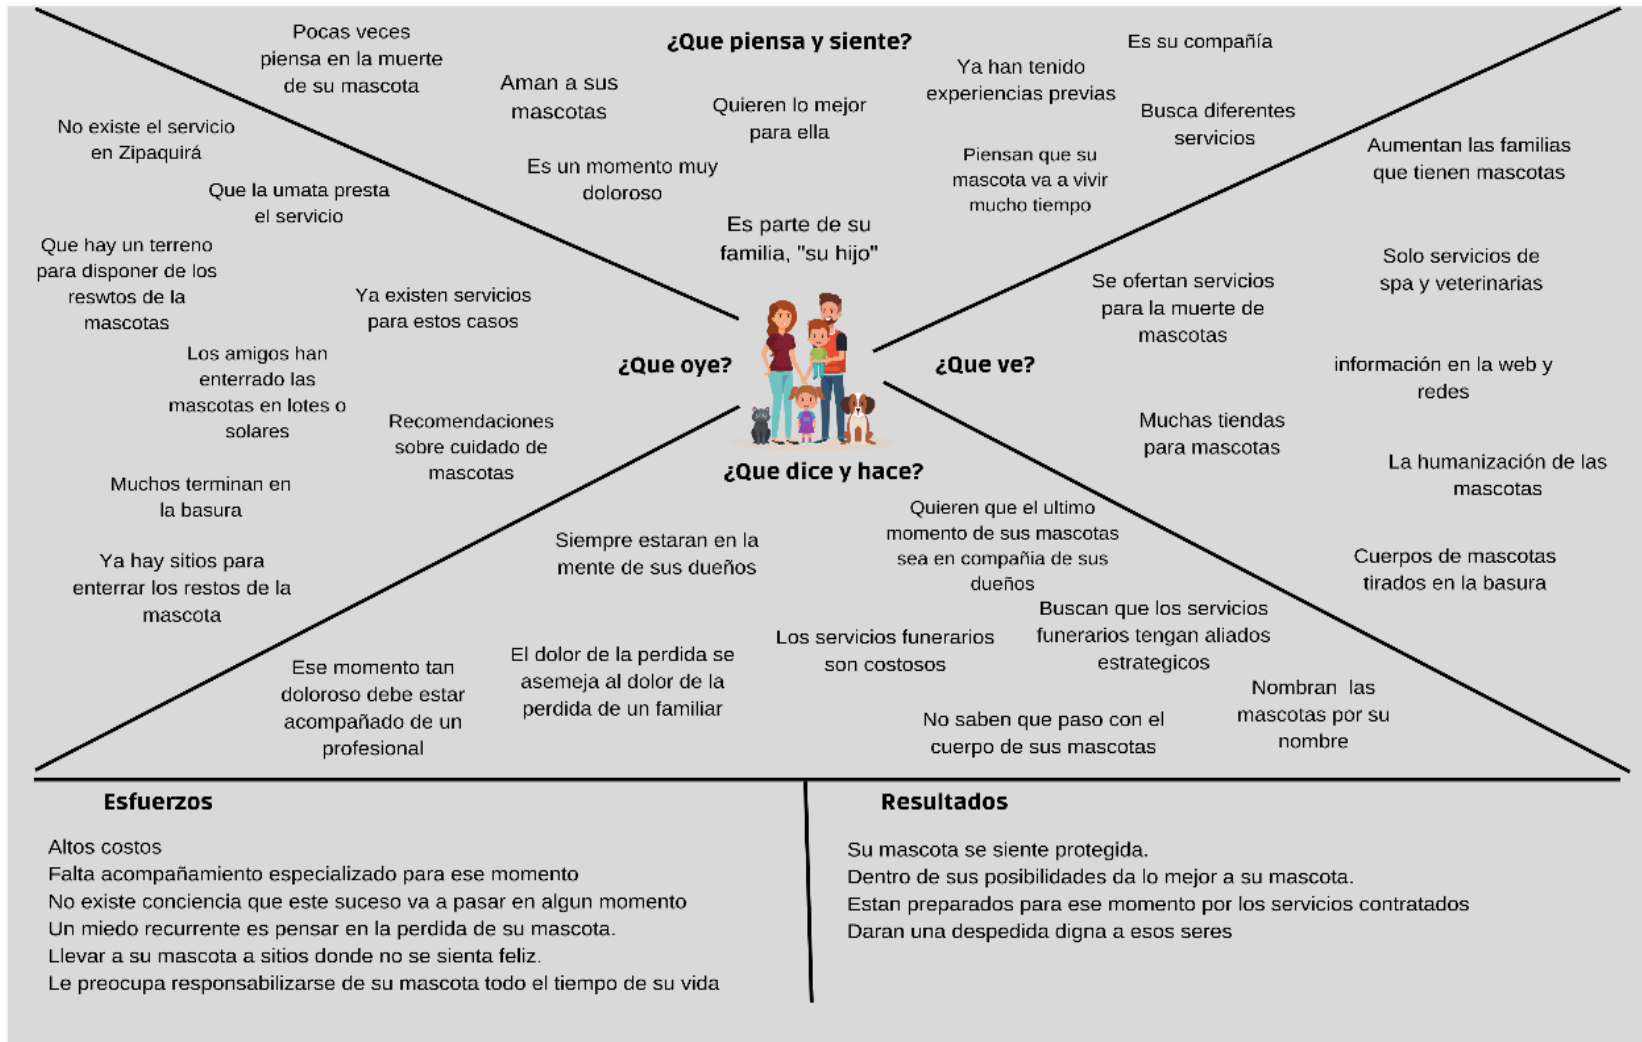 ¿Que piensa y siente?
Pocas veces
piensa en la muerte
de su mascota
Aman a sus
mascotas
Quieren lo mejor
para ella
Ya han tenido
experiencias previas
Es su compañía
Busca diferentes
servicios
Es un momento muy
doloroso
Piensan que su
mascota va a vivir
mucho tiempo
Es parte de su
familia, "su hijo"
¿Que oye?
No existe el servicio
en Zipaquirá
Que la umata presta
el servicio
Que hay un terreno
para disponer de los
reswtos de la
mascotas
Ya existen servicios
para estos casos
Los amigos han
enterrado las
mascotas en lotes o
solares
Recomendaciones
sobre cuidado de
mascotas
Muchos terminan en
la basura
Ya hay sitios para
enterrar los restos de la
mascota
¿Que ve?
Aumentan las familias
que tienen mascotas
Solo servicios de
spa y veterinarias
Se ofertan servicios
para la muerte de
mascotas
información en la web y
redes
Muchas tiendas
para mascotas
La humanización de las
mascotas
Cuerpos de mascotas
tirados en la basura
¿Que dice y hace?
Siempre estaran en la
mente de sus dueños
Quieren que el ultimo
momento de sus mascotas
sea en compañia de sus
dueños
Buscan que los servicios
funerarios tengan aliados
estrategicos
Los servicios funerarios
son costosos
El dolor de la perdida se
asemeja al dolor de la
perdida de un familiar
Ese momento tan
doloroso debe estar
acompañado de un
profesional
No saben que paso con el
cuerpo de sus mascotas
Nombran las
mascotas por su
nombre
Esfuerzos
Altos costos
Falta acompañamiento especializado para ese momento
No existe conciencia que este suceso va a pasar en algun momento
Un miedo recurrente es pensar en la perdida de su mascota.
Llevar a su mascota a sitios donde no se sienta feliz.
Le preocupa responsabilizarse de su mascota todo el tiempo de su vida
Resultados
Su mascota se siente protegida.
Dentro de sus posibilidades da lo mejor a su mascota.
Estan preparados para ese momento por los servicios contratados
Daran una despedida digna a esos seres